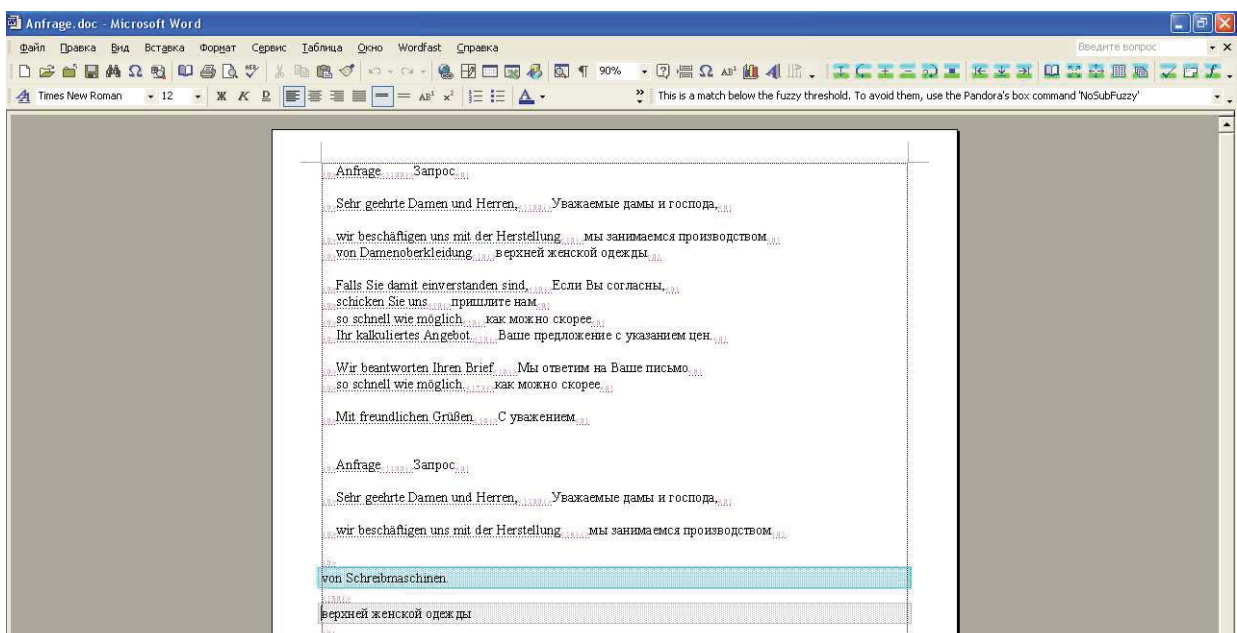 Anfrage.doc - Microsoft Word
Файл Правка Вид Вставка Формат Сервис Таблица Окно Wordfast Справка Введите вопрос
90%
Times New Roman 12 Ж К Ч This is a match below the fuzzy threshold. To avoid them, use the Pandora's box command 'NoSubFuzzy'
Anfrage Запрос
Sehr geehrte Damen und Herren, Уважаемые дамы и господа,
wir beschäftigen uns mit der Herstellung мы занимаемся производством
von Damenoberkleidung верхней женской одежды
Falls Sie damit einverstanden sind, Если Вы согласны,
schicken Sie uns пришлите нам
so schnell wie möglich как можно скорее
Ihr kalkuliertes Angebot. Ваше предложение с указанием цен.
Wir beantworten Ihren Brief Мы ответим на Ваше письмо
so schnell wie möglich. как можно скорее
Mit freundlichen Grüßen С уважением
Anfrage Запрос
Sehr geehrte Damen und Herren, Уважаемые дамы и господа,
wir beschäftigen uns mit der Herstellung мы занимаемся производством
von Schreibmaschinen.
верхней женской одежды